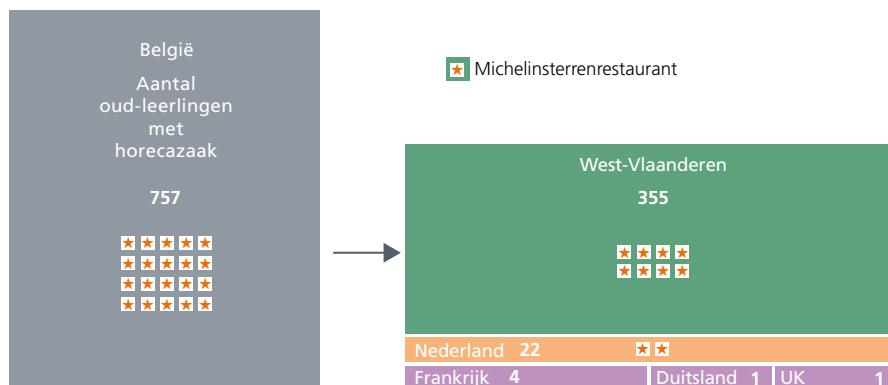 België
Aantal
oud-leerlingen
met
horecazaak
757
Michelinsterrenrestaurant
West-Vlaanderen
355
Nederland 22
Frankrijk 4
Duitsland 1
UK 1